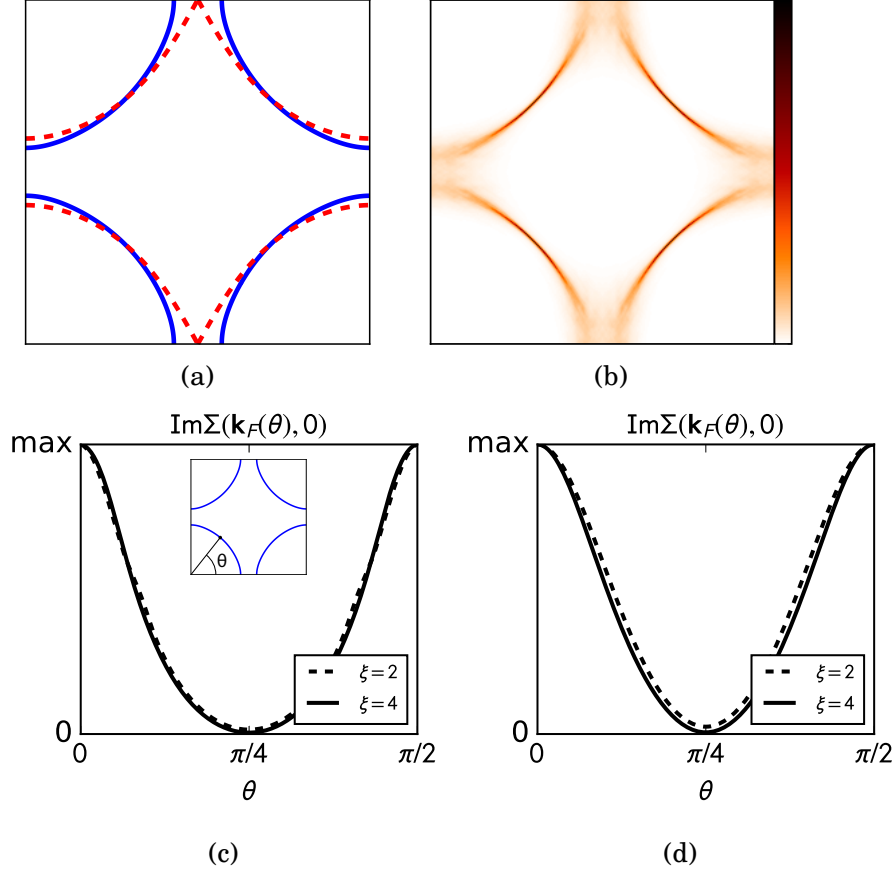 (a)
(b)
ImΣ(k_F(θ),0)
max
0
0
π/4
π/2
θ
θ
ξ=2
ξ=4
(c)
ImΣ(k_F(θ),0)
max
0
0
π/4
π/2
θ
ξ=2
ξ=4
(d)